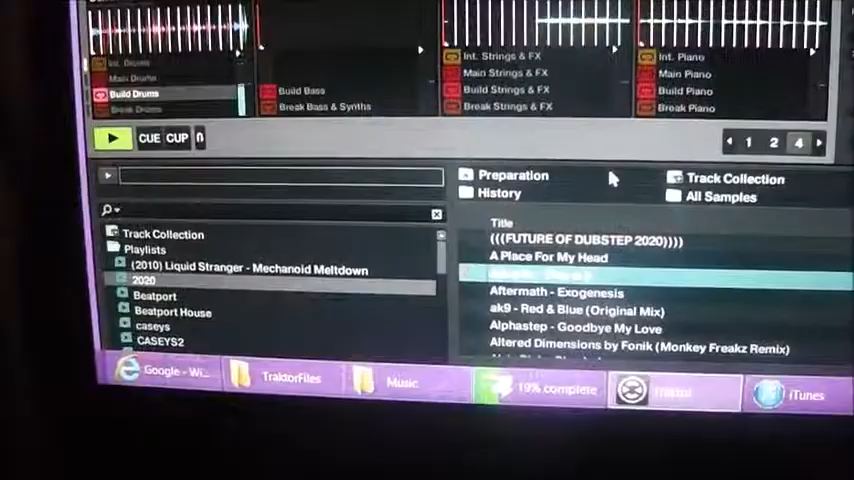 Int. Drums
Main Drums
Build Drums
Break Drums
Build Bass
Break Bass & Synths
Int. Strings & FX
Main Strings & FX
Build Strings & FX
Break Strings & FX
Int. Piano
Main Piano
Build Piano
Break Piano
CUE CUP
1 2 4
Preparation
History
Track Collection
All Samples
Track Collection
Playlists
(2010) Liquid Stranger - Mechanoid Meltdown
2020
Beatport
Beatport House
caseys
CASEYS2
Title
(((FUTURE OF DUBSTEP 2020))))
A Place For My Head
Aftermath - Exogenesis
ak9 - Red & Blue (Original Mix)
Alphastep - Goodbye My Love
Altered Dimensions by Fonik (Monkey Freakz Remix)
Google - Wi...
TraktorFiles
Music
19% complete
Traktor
iTunes